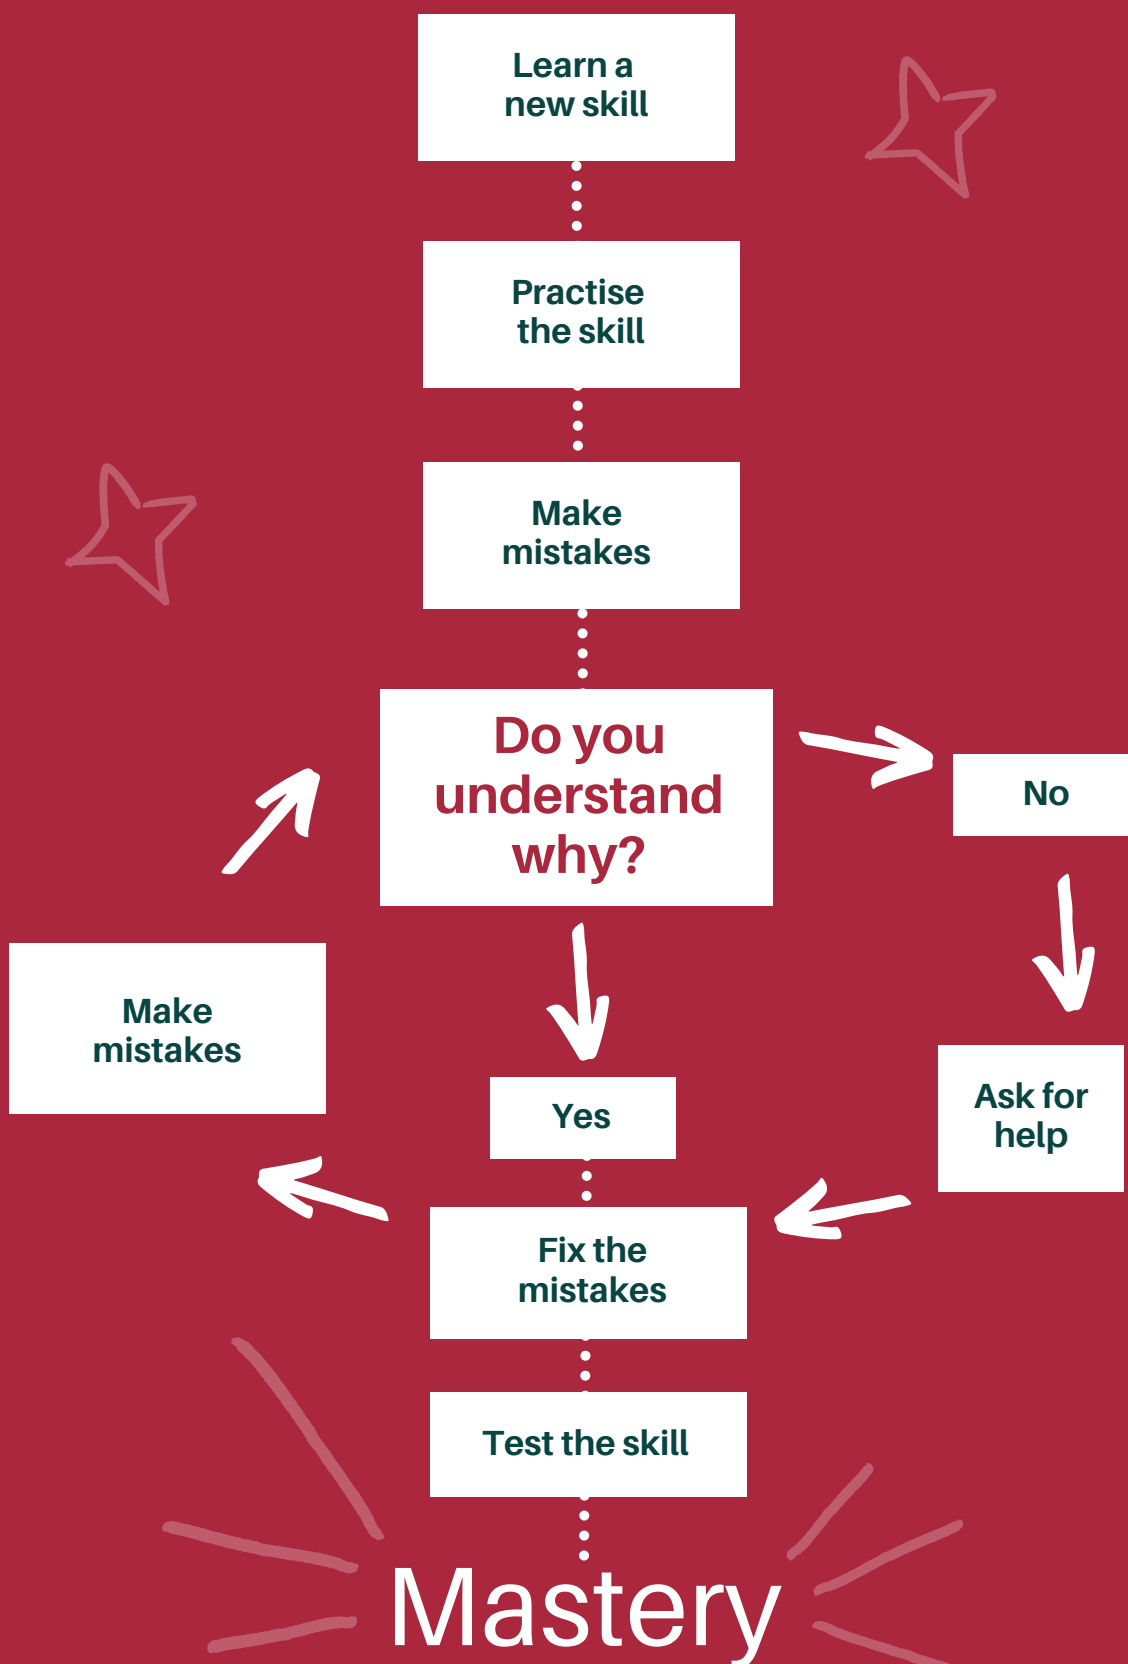 Learn a
new skill
Practise
the skill
Make
mistakes
Do you
understand
why?
No
Make
mistakes
Yes
Ask for
help
Fix the
mistakes
Test the skill
Mastery